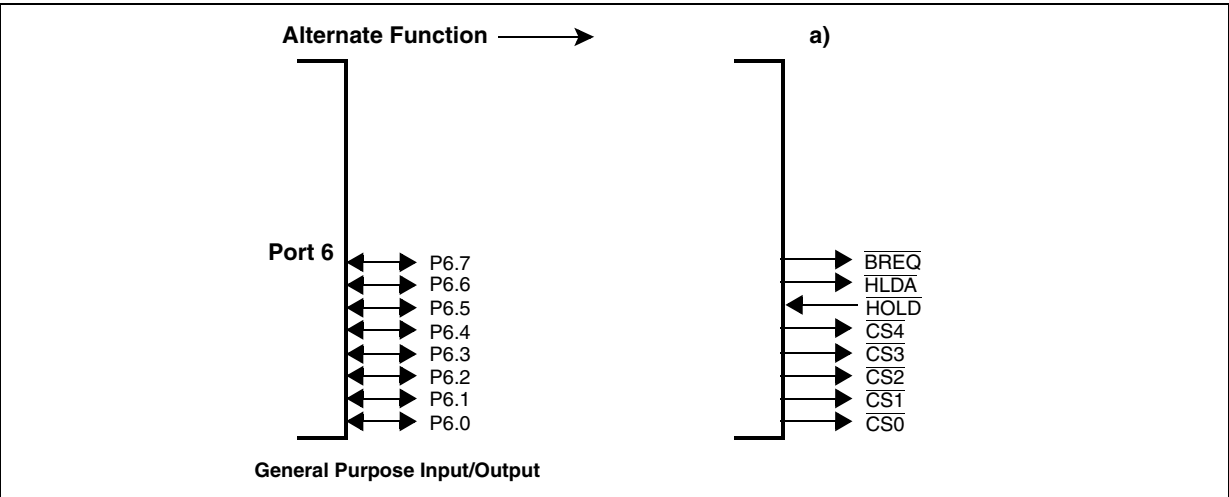 Alternate Function
a)
Port 6
P6.7
P6.6
P6.5
P6.4
P6.3
P6.2
P6.1
P6.0
General Purpose Input/Output
BREQ
HLDA
HOLD
CS4
CS3
CS2
CS1
CS0